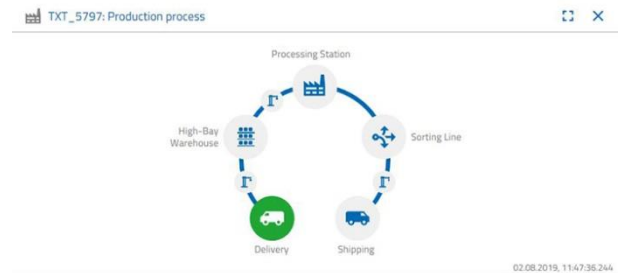 TXT_5797: Production process
Processing Station
High-Bay
Warehouse
Sorting Line
Delivery
Shipping
02.08.2019, 11:47:36.244